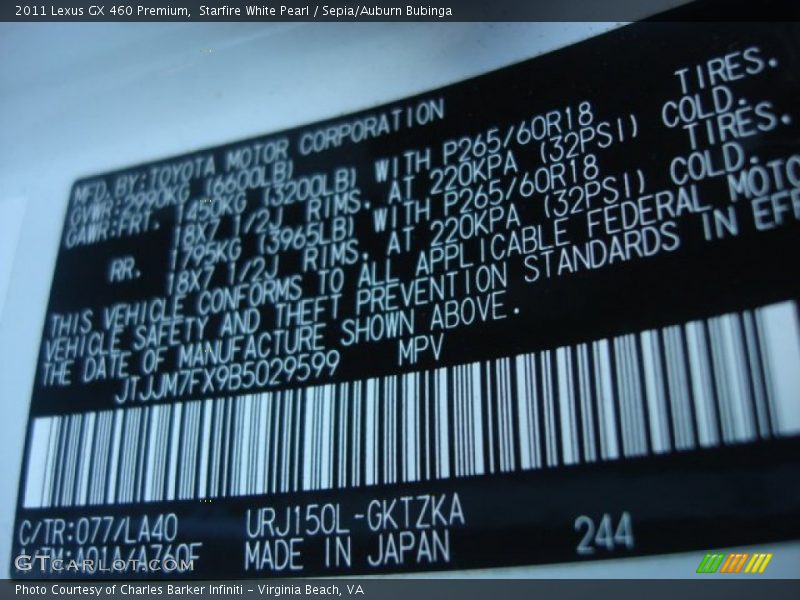 2011 Lexus GX 460 Premium, Starfire White Pearl / Sepia/Auburn Bubinga
MFD.BY:TOYOTA MOTOR CORPORATION
GVWR:2990KG (6600LB)
GAWR:FRT. 1450KG (3200LB) WITH P265/60R18 TIRES.
18X7 1/2J RIMS. AT 220KPA (32PSI) COLD.
RR. 1795KG (3965LB) WITH P265/60R18 TIRES.
18X7 1/2J RIMS. AT 220KPA (32PSI) COLD.
THIS VEHICLE CONFORMS TO ALL APPLICABLE FEDERAL MOTO
VEHICLE SAFETY AND THEFT PREVENTION STANDARDS IN EFF
THE DATE OF MANUFACTURE SHOWN ABOVE.
JTJJM7FX9B5029599 MPV
C/TR:077/LA40 URJ150L-GKTZKA
A/TM:A01A/A760F MADE IN JAPAN 244
GTcarlot.com
Photo Courtesy of Charles Barker Infiniti - Virginia Beach, VA